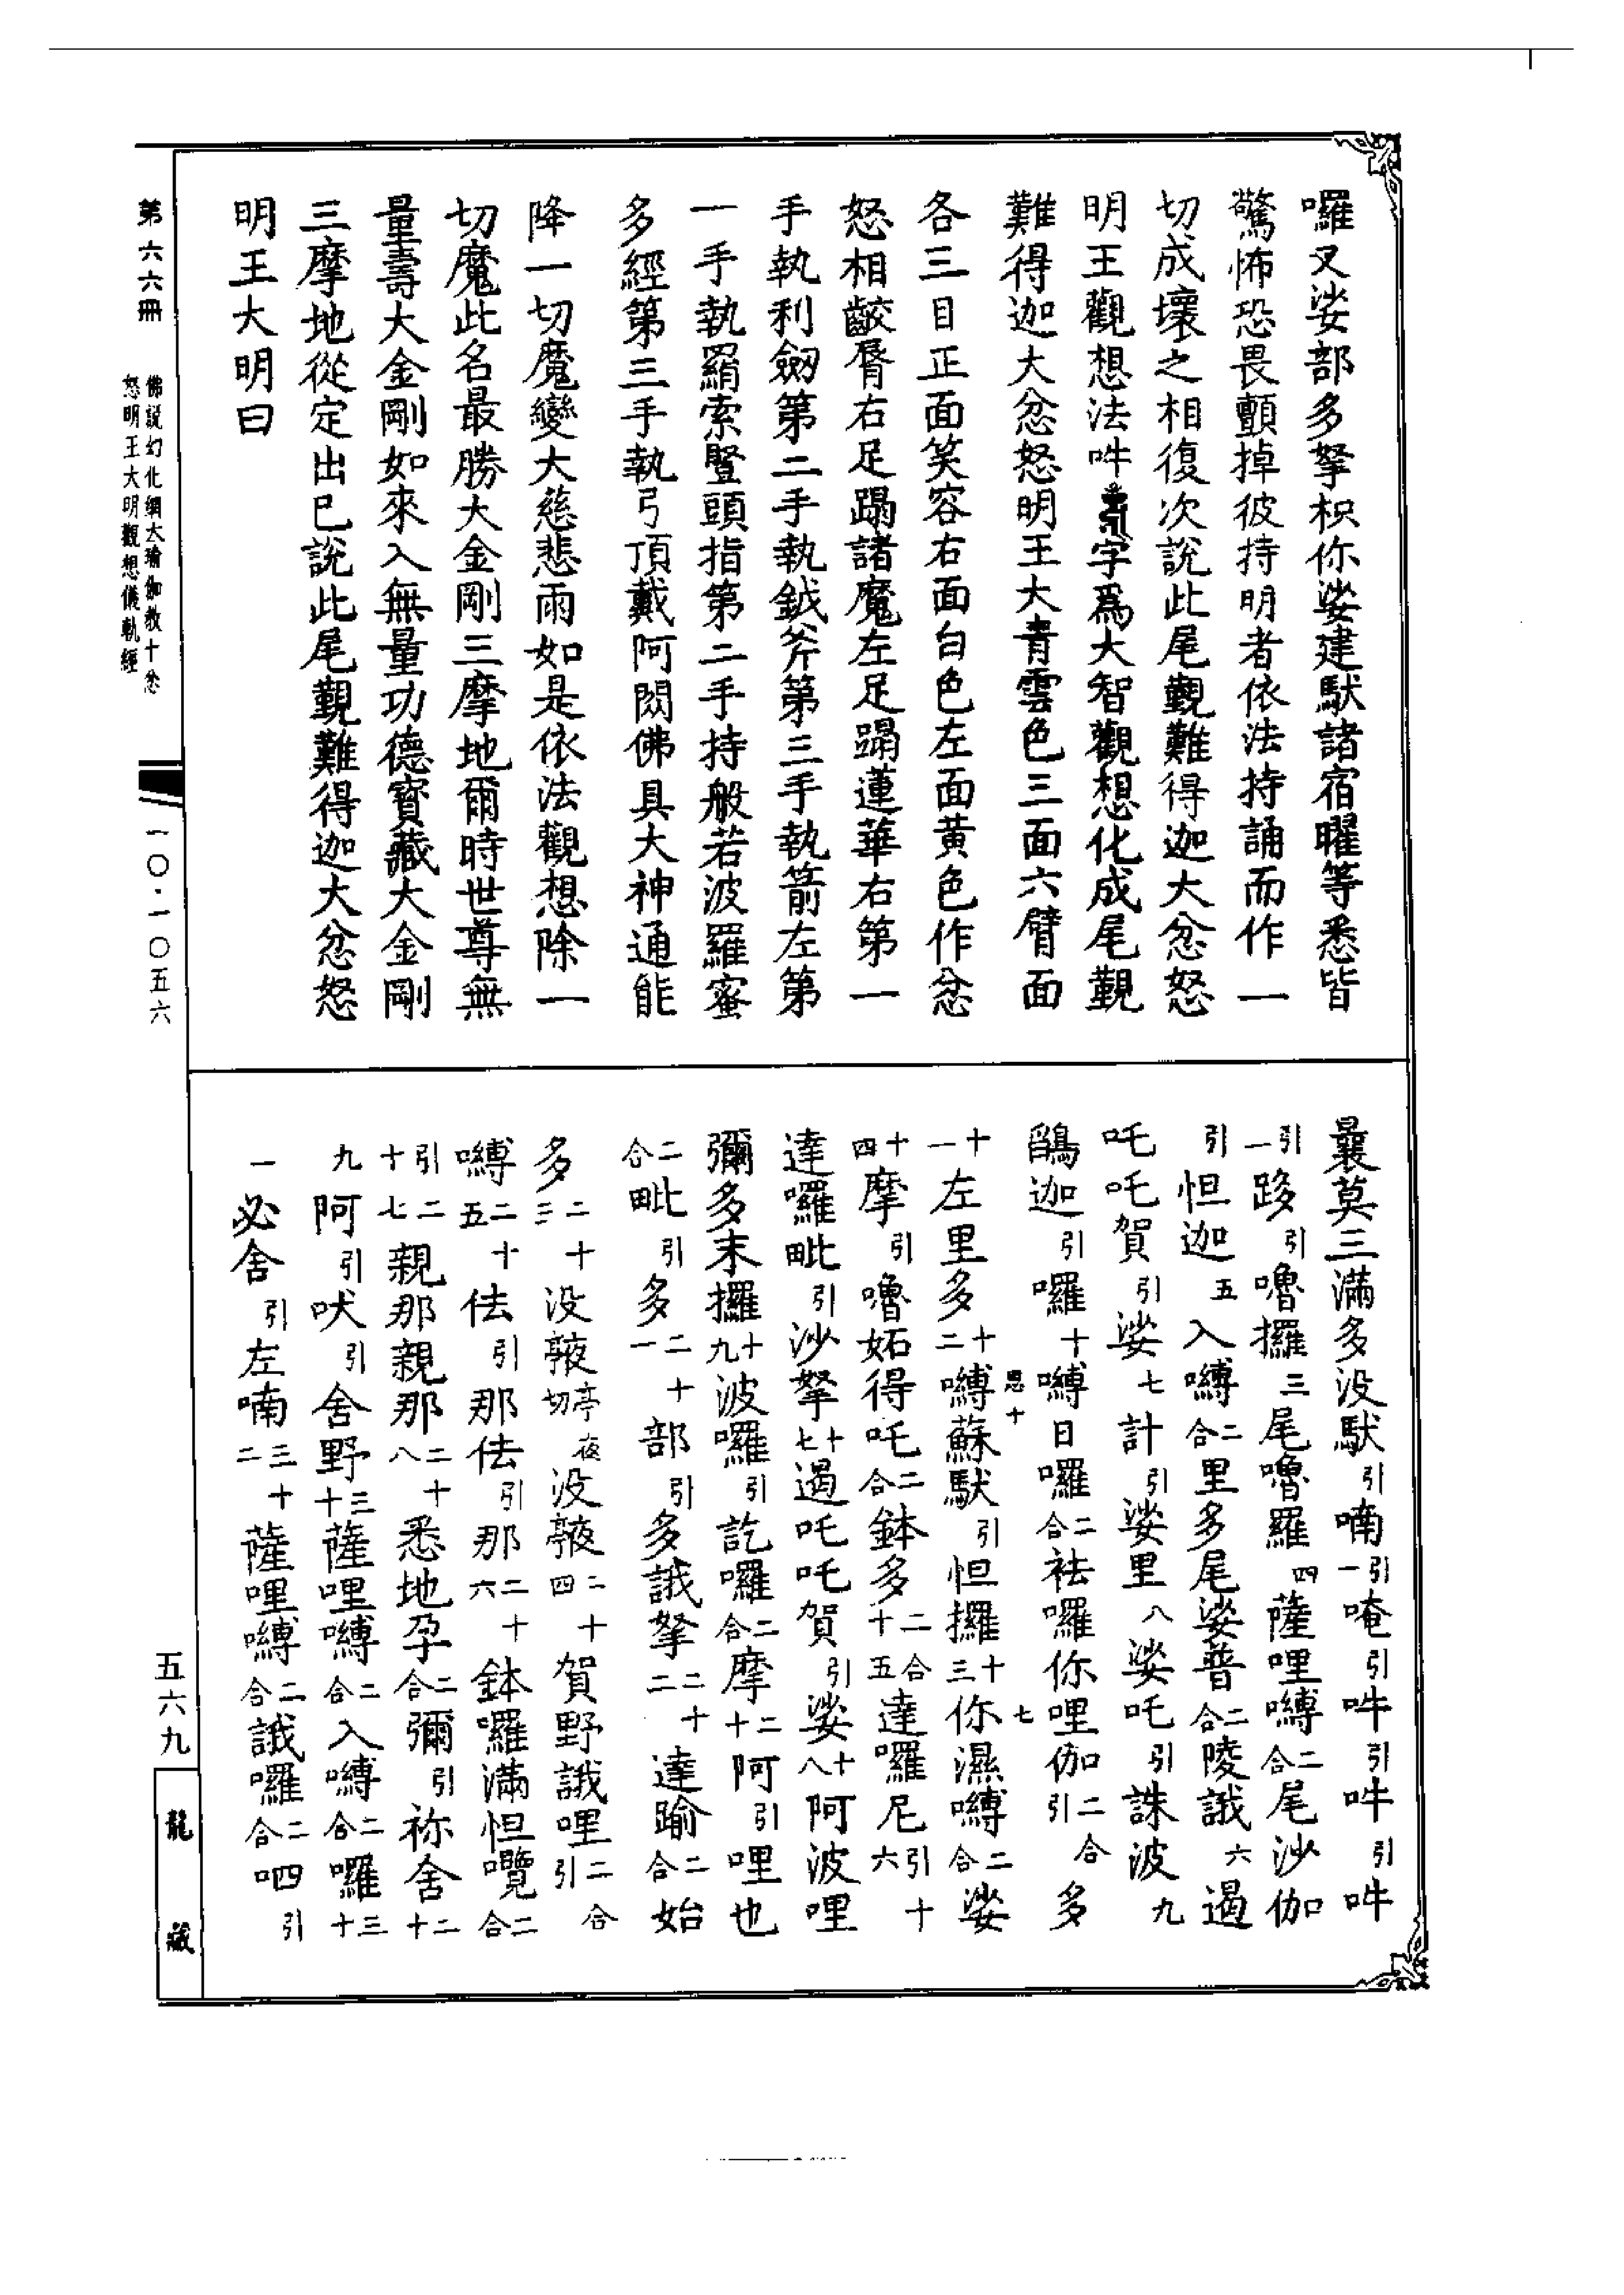 囉叉娑部多拏枳你娑建馱諸宿曜等悉皆
驚怖恐畏顫掉彼持明者依法持誦而作一
切成壞之相復次說此尾覩難得迦大忿怒
明王觀想法吽字爲大智觀想化成尾覩
難得迦大忿怒明王大青雲色三面六臂面
各三目正面笑容右面白色左面黃色作忿
怒相齩脣右足蹋諸魔左足蹋蓮華右第一
手執利劒第二手執鉞斧第三手執箭左第
一手執羂索豎頭指第二手持般若波羅蜜
多經第三手執弓頂戴阿閦佛具大神通能
降一切魔變大慈悲雨如是依法觀想除一
切魔此名最勝大金剛三摩地爾時世尊無
量壽大金剛如來入無量功德寶藏大金剛
三摩地從定出已說此尾覩難得迦大忿怒
明王大明曰
曩莫三滿多没馱引喃引一唵引吽引吽引吽
引一跢引嚕攞三尾嚕羅四薩哩嚩二合尾沙伽
引怛迦五入嚩二合里多尾娑普二合陵誐六遏
吒吒賀引娑七計引娑里八娑吒引誅波九
鷂迦引囉十嚩日囉二合袪囉你哩伽二合引多
十一左里多十二嚩蘇馱引怛攞十三你濕嚩二合娑
十四摩引嚕妬得吒二合鉢多二合十五達囉尼引十六
達囉毗引沙拏十七遏吒吒賀引娑十八阿波哩
彌多末攞十九波囉引訖囉二合摩二十阿引哩也
二合毗引多二十一部引多誐拏二十二達踰二合始
多二十三没䩞亭夜切没䩞二十四賀野誐哩二合引
嚩二十五佉引那佉引那二十六鉢囉滿怛囕二合
引二十七親那親那二十八悉地孕二合彌引祢舍二十
九阿引吠引舍野三十薩哩嚩二合入嚩二合囉三十
一必舍引左喃三十二薩哩嚩二合誐囉二合呬引
第六六冊
佛説幻化網大瑜伽教十忿
怒明王大明觀想儀軌經
一〇·一〇五六
五六九
龍藏